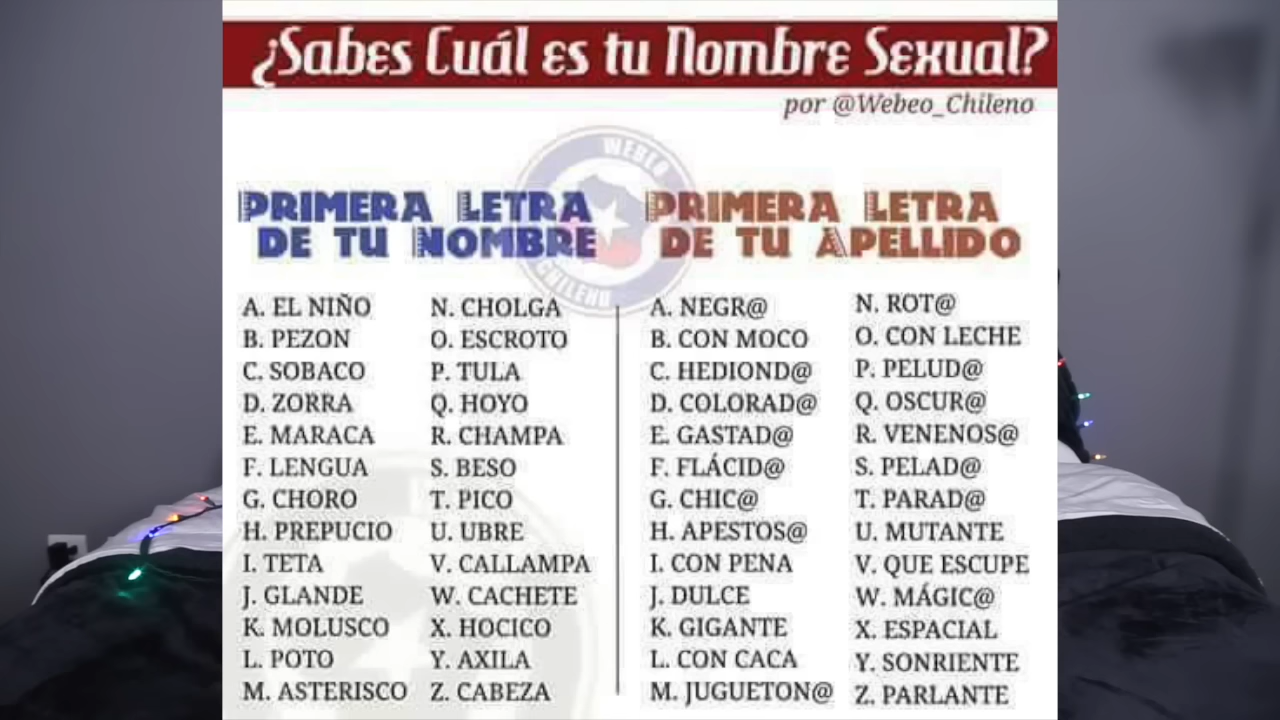 ¿Sabes Cuál es tu Nombre Sexual?
por @Webeo_Chileno
WEBEO
CHILENO
PRIMERA LETRA
DE TU NOMBRE
A. EL NIÑO
B. PEZON
C. SOBACO
D. ZORRA
E. MARACA
F. LENGUA
G. CHORO
H. PREPUCIO
I. TETA
J. GLANDE
K. MOLUSCO
L. POTO
M. ASTERISCO
N. CHOLGA
O. ESCROTO
P. TULA
Q. HOYO
R. CHAMPA
S. BESO
T. PICO
U. UBRE
V. CALLAMPA
W. CACHETE
X. HOCICO
Y. AXILA
Z. CABEZA
PRIMERA LETRA
DE TU APELLIDO
A. NEGR@
B. CON MOCO
C. HEDIOND@
D. COLORAD@
E. GASTAD@
F. FLÁCID@
G. CHIC@
H. APESTOS@
I. CON PENA
J. DULCE
K. GIGANTE
L. CON CACA
M. JUGUETON@
N. ROT@
O. CON LECHE
P. PELUD@
Q. OSCUR@
R. VENENOS@
S. PELAD@
T. PARAD@
U. MUTANTE
V. QUE ESCUPE
W. MÁGIC@
X. ESPACIAL
Y. SONRIENTE
Z. PARLANTE